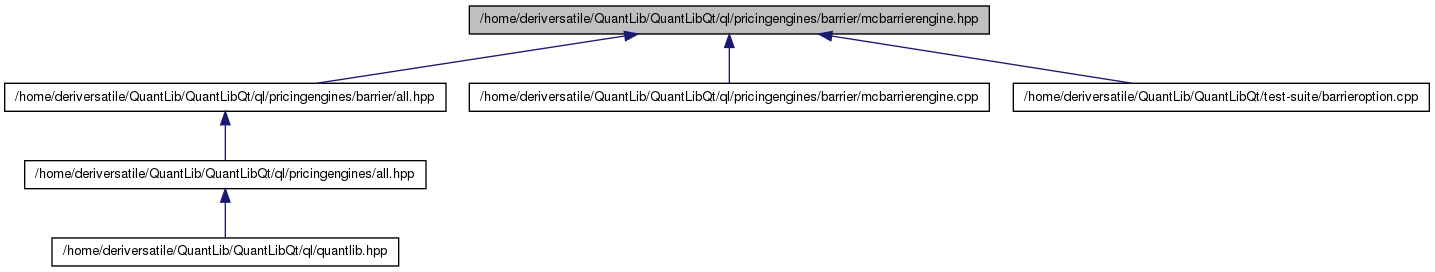 /home/deriversatile/QuantLib/QuantLibQt/ql/pricingengines/barrier/mcbarrierengine.hpp
/home/deriversatile/QuantLib/QuantLibQt/ql/pricingengines/barrier/all.hpp
/home/deriversatile/QuantLib/QuantLibQt/ql/pricingengines/barrier/mcbarrierengine.cpp
/home/deriversatile/QuantLib/QuantLibQt/test-suite/barrieroption.cpp
/home/deriversatile/QuantLib/QuantLibQt/ql/pricingengines/all.hpp
/home/deriversatile/QuantLib/QuantLibQt/ql/quantlib.hpp